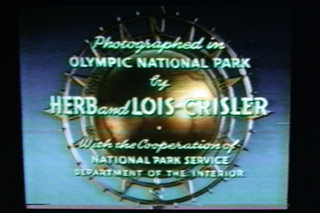 Photographed in
OLYMPIC NATIONAL PARK
by
HERB and LOIS-CRISLER
With the Cooperation of
NATIONAL PARK SERVICE
DEPARTMENT OF THE INTERIOR